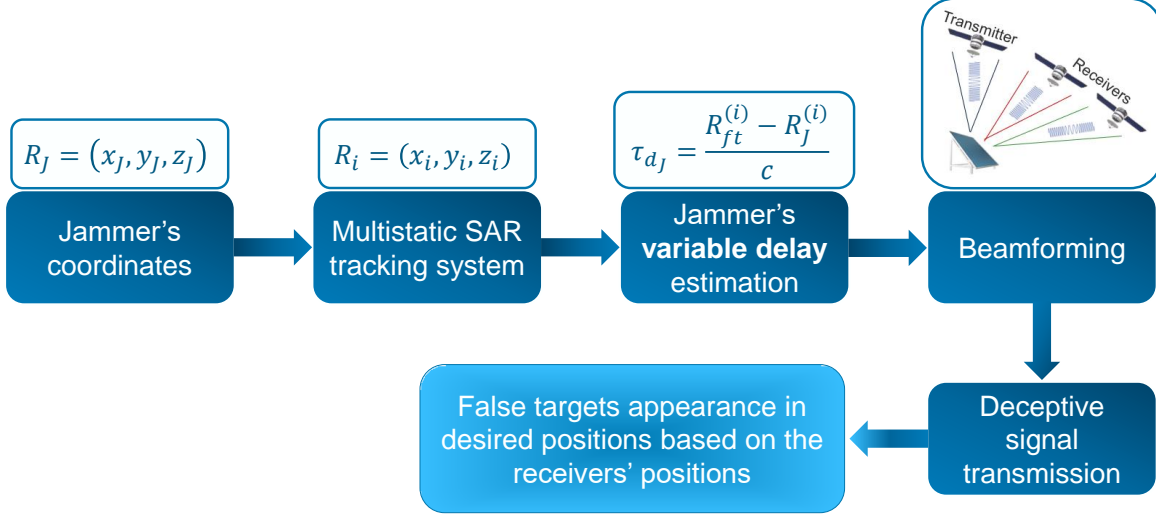 Transmitter
Receivers
R_J = (x_J, y_J, z_J)
R_i = (x_i, y_i, z_i)
τ_{d_J} = \frac{R_{ft}^{(i)} − R_J^{(i)}}{c}
Jammer’s
coordinates
Multistatic SAR
tracking system
Jammer’s
variable delay
estimation
Beamforming
False targets appearance in
desired positions based on the
receivers’ positions
Deceptive
signal
transmission